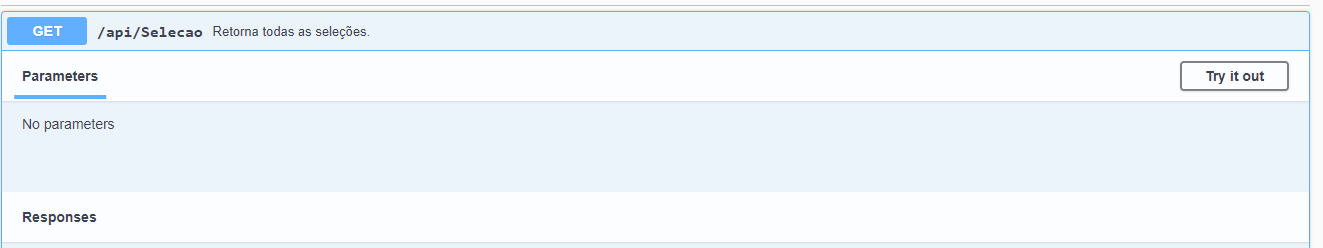 GET /api/Selecao Retorna todas as seleções.
Parameters Try it out
No parameters
Responses